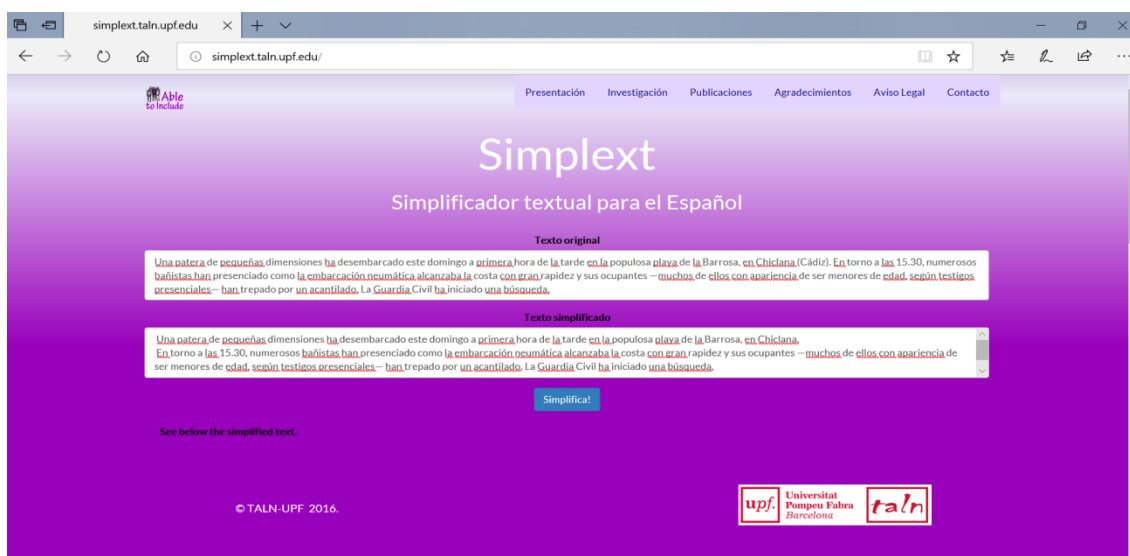 simplext.taln.upf.edu
simplext.taln.upf.edu/
Able
to Include
Presentación Investigación Publicaciones Agradecimientos Aviso Legal Contacto
Simplext
Simplificador textual para el Español
Texto original
Una patera de pequeñas dimensiones ha desembarcado este domingo a primera hora de la tarde en la populosa playa de la Barrosa, en Chiclana (Cádiz). En torno a las 15.30, numerosos
bañistas han presenciado como la embarcación neumática alcanzaba la costa con gran rapidez y sus ocupantes —muchos de ellos con apariencia de ser menores de edad, según testigos
presenciales— han trepado por un acantilado. La Guardia Civil ha iniciado una búsqueda.
Texto simplificado
Una patera de pequeñas dimensiones ha desembarcado este domingo a primera hora de la tarde en la populosa playa de la Barrosa, en Chiclana.
En torno a las 15.30, numerosos bañistas han presenciado como la embarcación neumática alcanzaba la costa con gran rapidez y sus ocupantes —muchos de ellos con apariencia de
ser menores de edad, según testigos presenciales— han trepado por un acantilado. La Guardia Civil ha iniciado una búsqueda.
Simplifica!
See below the simplified text.
© TALN-UPF 2016.
upf. Universitat
Pompeu Fabra
Barcelona
taln